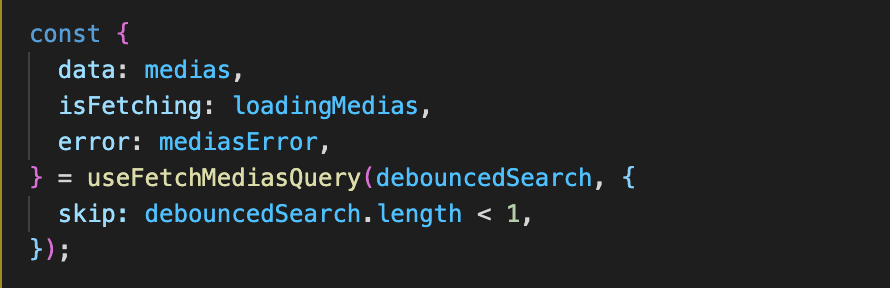 const {
  data: medias,
  isFetching: loadingMedias,
  error: mediasError,
} = useFetchMediasQuery(debouncedSearch, {
  skip: debouncedSearch.length < 1,
});